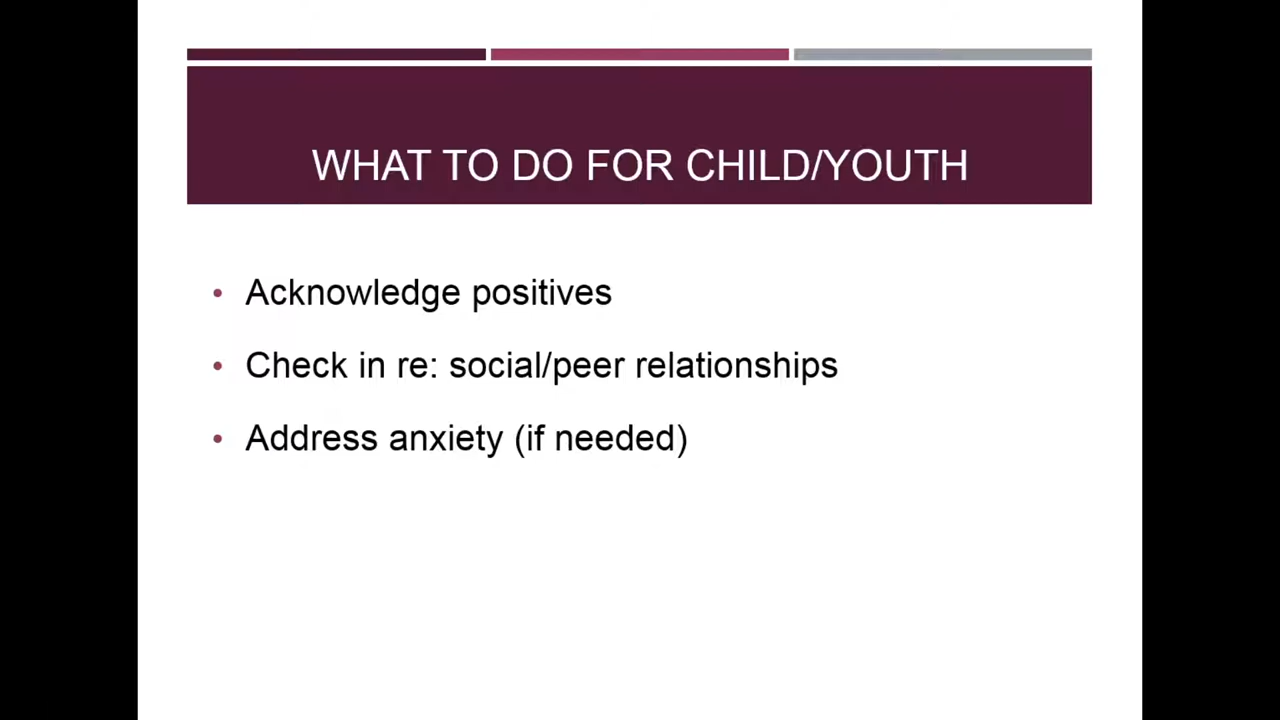 WHAT TO DO FOR CHILD/YOUTH
• Acknowledge positives
• Check in re: social/peer relationships
• Address anxiety (if needed)